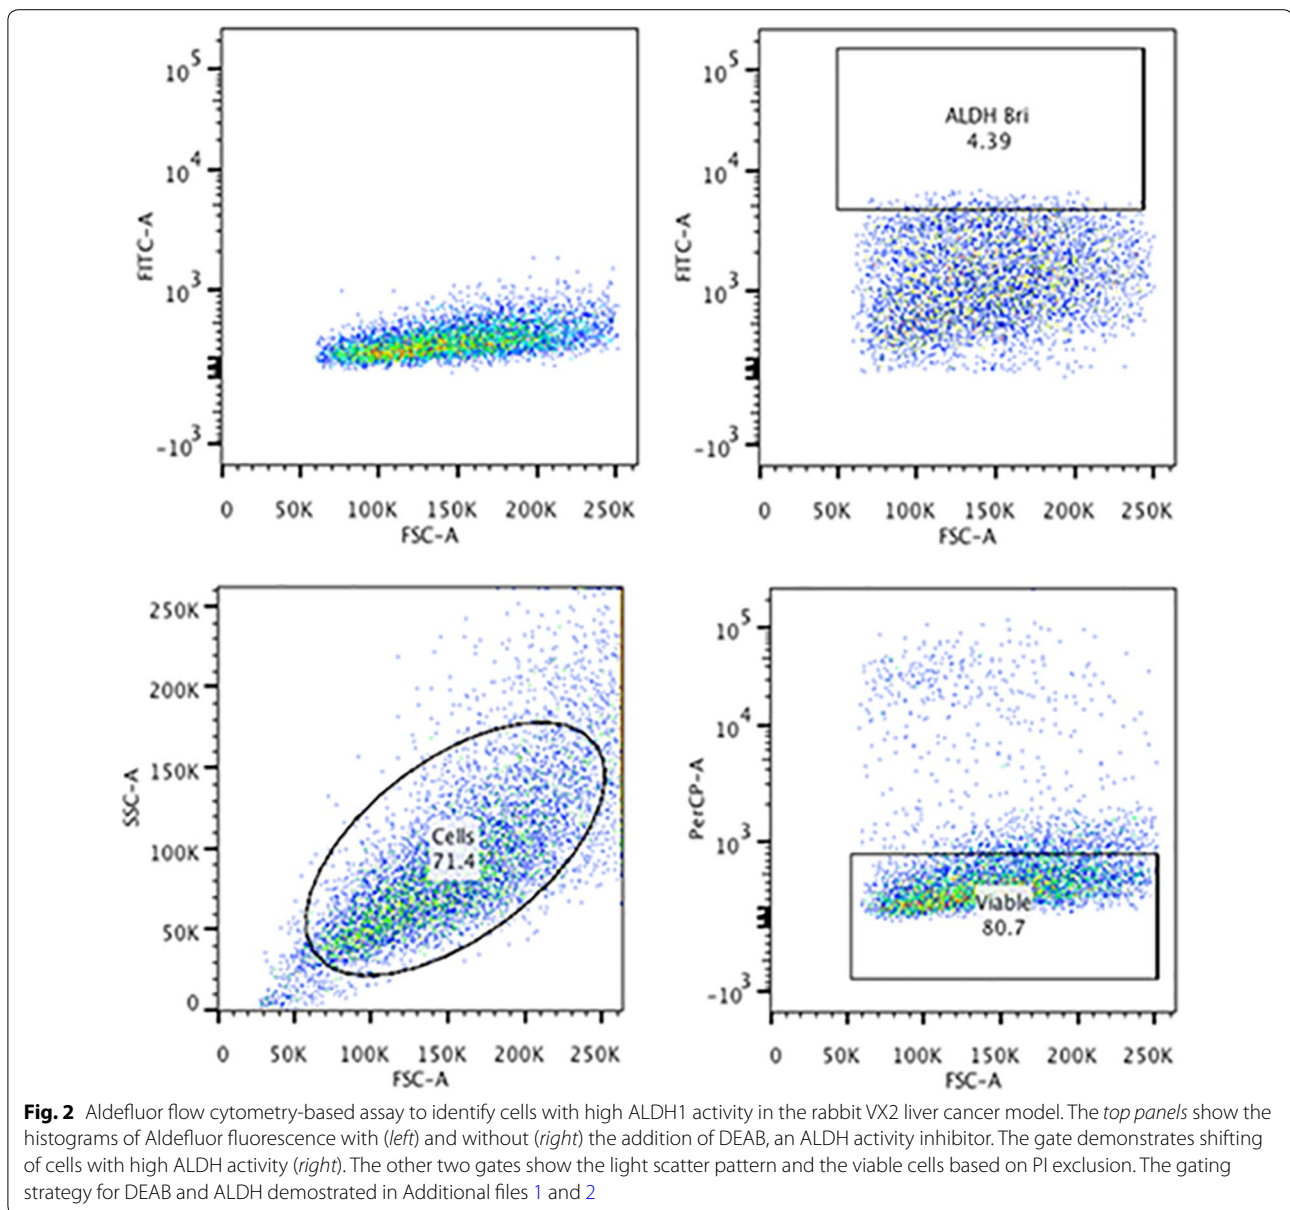 10^5
10^4
10^3
-10^3
FITC-A
0 50K 100K 150K 200K 250K
FSC-A
10^5
10^4
10^3
-10^3
FITC-A
ALDH Bri
4.39
0 50K 100K 150K 200K 250K
FSC-A
250K
200K
150K
100K
50K
0
SSC-A
Cells
71.4
0 50K 100K 150K 200K 250K
FSC-A
10^5
10^4
10^3
-10^3
PerCP-A
Viable
80.7
0 50K 100K 150K 200K 250K
FSC-A
Fig. 2 Aldefluor flow cytometry-based assay to identify cells with high ALDH1 activity in the rabbit VX2 liver cancer model. The top panels show the
histograms of Aldefluor fluorescence with (left) and without (right) the addition of DEAB, an ALDH activity inhibitor. The gate demonstrates shifting
of cells with high ALDH activity (right). The other two gates show the light scatter pattern and the viable cells based on PI exclusion. The gating
strategy for DEAB and ALDH demostrated in Additional files 1 and 2